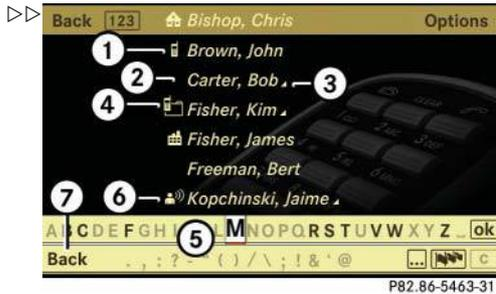 Back 123 Bishop, Chris Options
1 Brown, John
2 Carter, Bob 3
4 Fisher, Kim
Fisher, James
Freeman, Bert
6 Kopchinski, Jaime
7 5
A B C D E F G H I L M N O P Q R S T U V W X Y Z _ ok
Back . , : ? - " ( ) / \ ; ! & ' @ ... c
P82.86-5463-31